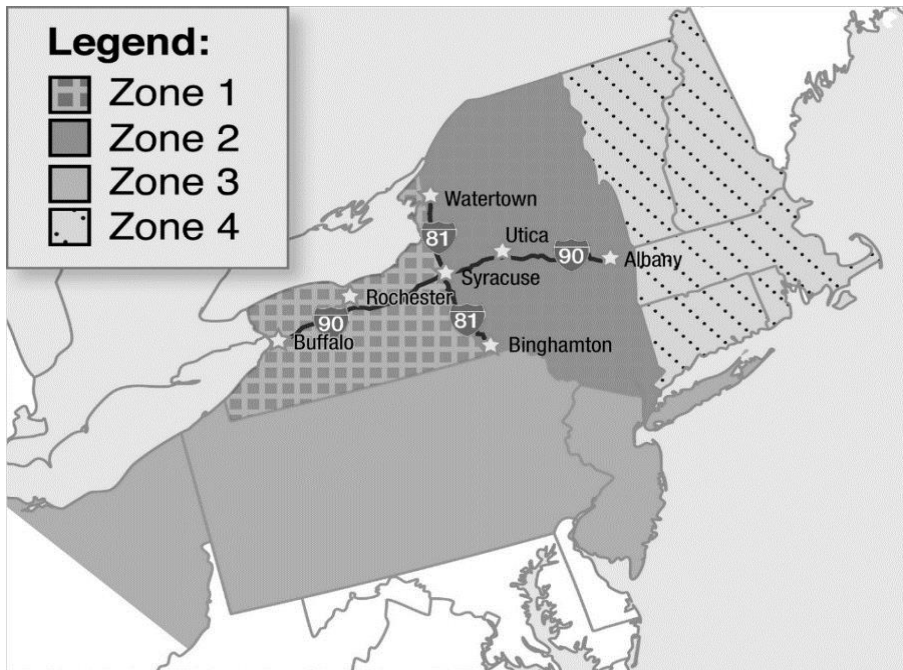 Legend:
Zone 1
Zone 2
Zone 3
Zone 4
Watertown
81
Utica
90
Albany
Syracuse
Rochester
90
81
Buffalo
Binghamton